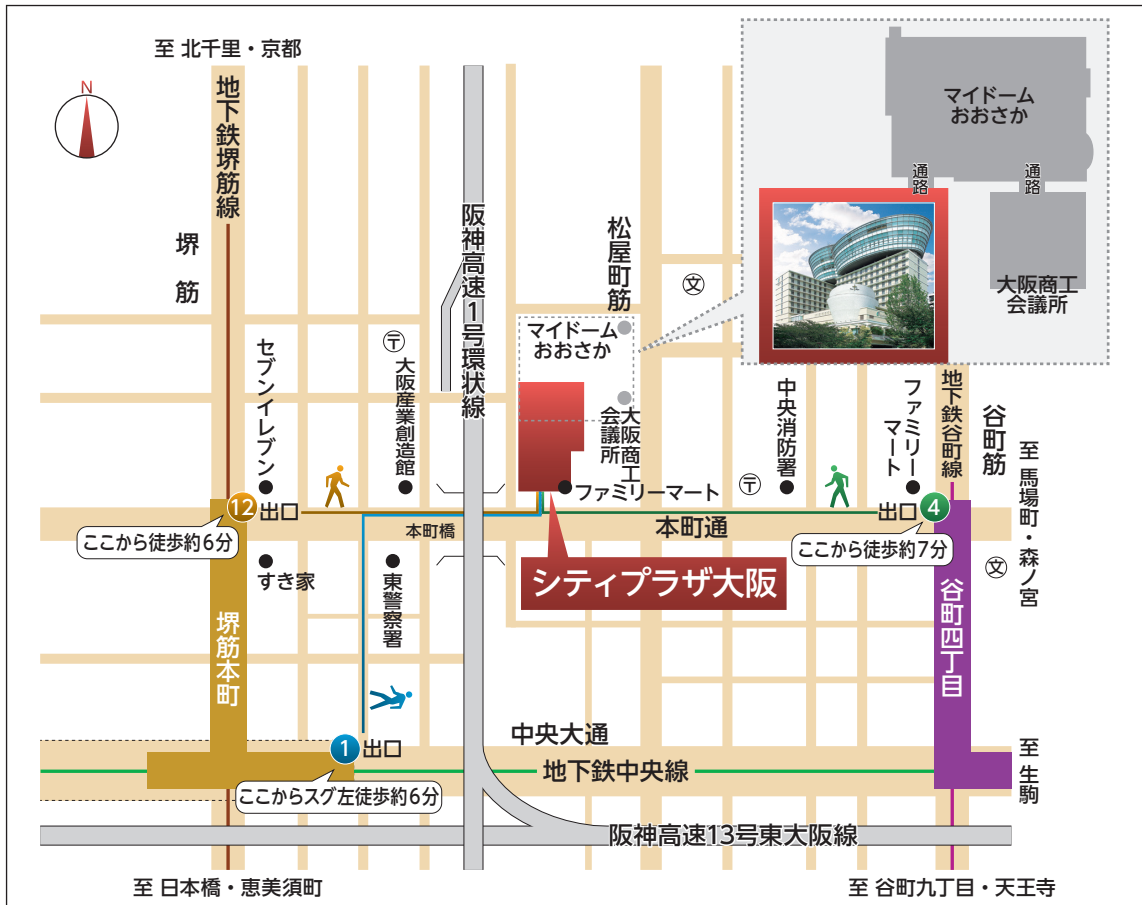 至 北千里・京都
N
地下鉄堺筋線
堺筋
阪神高速1号環状線
松屋町筋
文
マイドーム
おおさか
通路
通路
大阪商工
会議所
セブンイレブン
〒
大阪産業創造館
マイドーム
おおさか
大阪商工
会議所
ファミリーマート
〒
中央消防署
ファミリー
マート
地下鉄谷町線
谷町筋
至 馬場町・森ノ宮
12 出口
ここから徒歩約6分
本町橋
本町通
出口 4
ここから徒歩約7分
文
すき家
東警察署
シティプラザ大阪
堺筋本町
谷町四丁目
1 出口
ここからスグ左徒歩約6分
中央大通
地下鉄中央線
至 生駒
阪神高速13号東大阪線
至 日本橋・恵美須町
至 谷町九丁目・天王寺